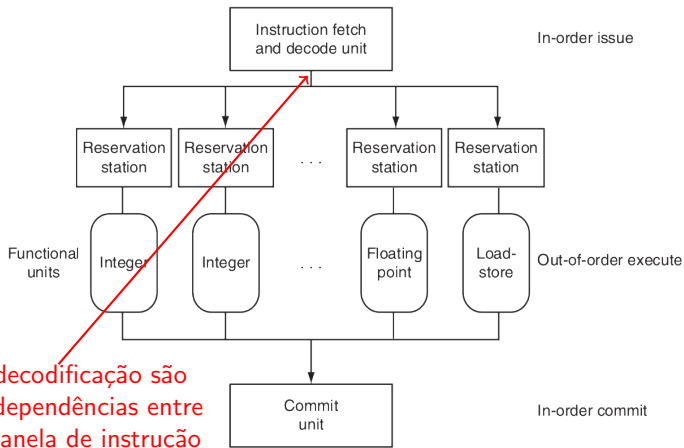 Instruction fetch
and decode unit
In-order issue
Reservation
station
Reservation
station
. . .
Reservation
station
Reservation
station
Functional
units
Integer
Integer
. . .
Floating
point
Load-
store
Out-of-order execute
decodificação são
dependências entre
janela de instrução
Commit
unit
In-order commit